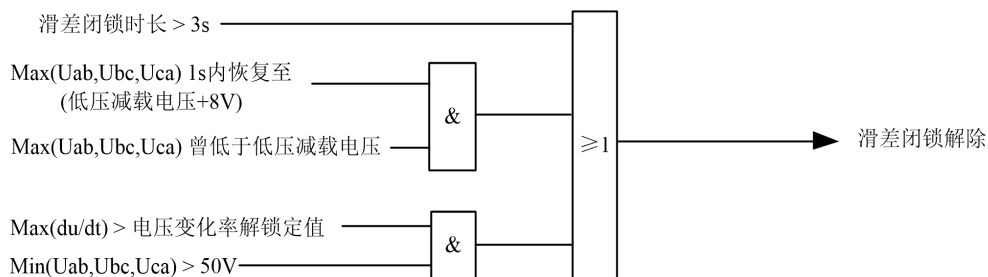 滑差闭锁时长 > 3s
Max(Uab,Ubc,Uca) 1s内恢复至
(低压减载电压+8V)
&
Max(Uab,Ubc,Uca) 曾低于低压减载电压
≥1
滑差闭锁解除
Max(du/dt) > 电压变化率解锁定值
&
Min(Uab,Ubc,Uca) > 50V